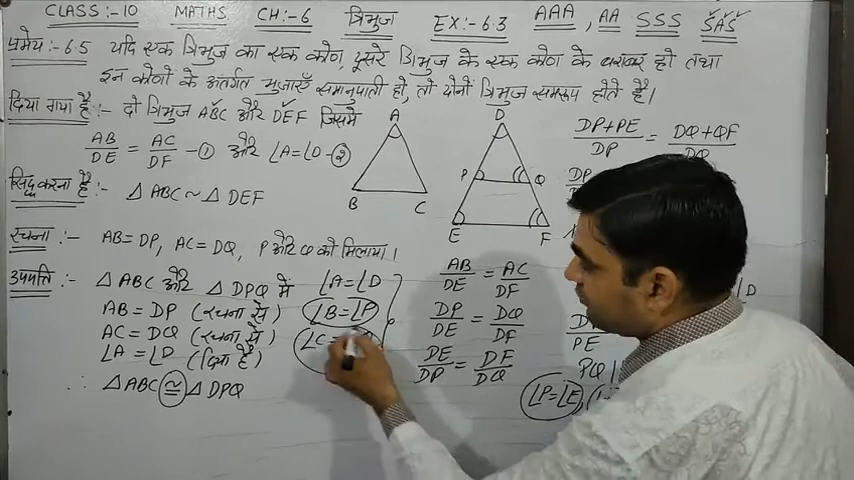 CLASS:-10 MATHS CH:-6 त्रिभुज EX:-6.3 AAA, AA SSS SAS
प्रमेय-6.5 यदि एक त्रिभुज का एक कोण, दूसरे त्रिभुज के एक कोण के बराबर हो तथा
इन कोणों के अंतर्गत भुजाएँ समानुपाती हो, तो दोनों त्रिभुज समरूप होते हैं।
दिया गया है:- दो त्रिभुज ABC और DEF जिसमें
AB/DE = AC/DF -① और ∠A=∠D -②
सिद्ध करना है:- △ABC ~ △DEF
रचना:- AB=DP, AC=DQ, P और Q को मिलाया।
उपपत्ति:- △ABC और △DPQ में
AB=DP (रचना से)
AC=DQ (रचना से)
∠A=∠D (दिया है)
∴ △ABC ≅ △DPQ
∠A=∠D
∠B=∠P
∠C=
A
B C
D
P Q
E F
AB/DE = AC/DF
DP/DE = DQ/DF
DE/DP = DF/DQ
DP+PE/DP = DQ+QF/DQ
DP
PE
PQ
∠P=∠E,
∠D